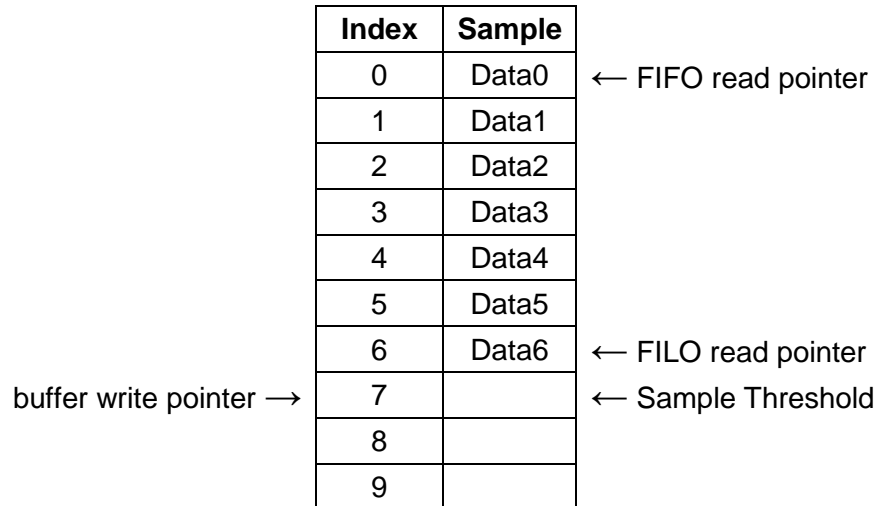 Index Sample
0 Data0 ← FIFO read pointer
1 Data1
2 Data2
3 Data3
4 Data4
5 Data5
6 Data6 ← FILO read pointer
buffer write pointer → 7 ← Sample Threshold
8
9